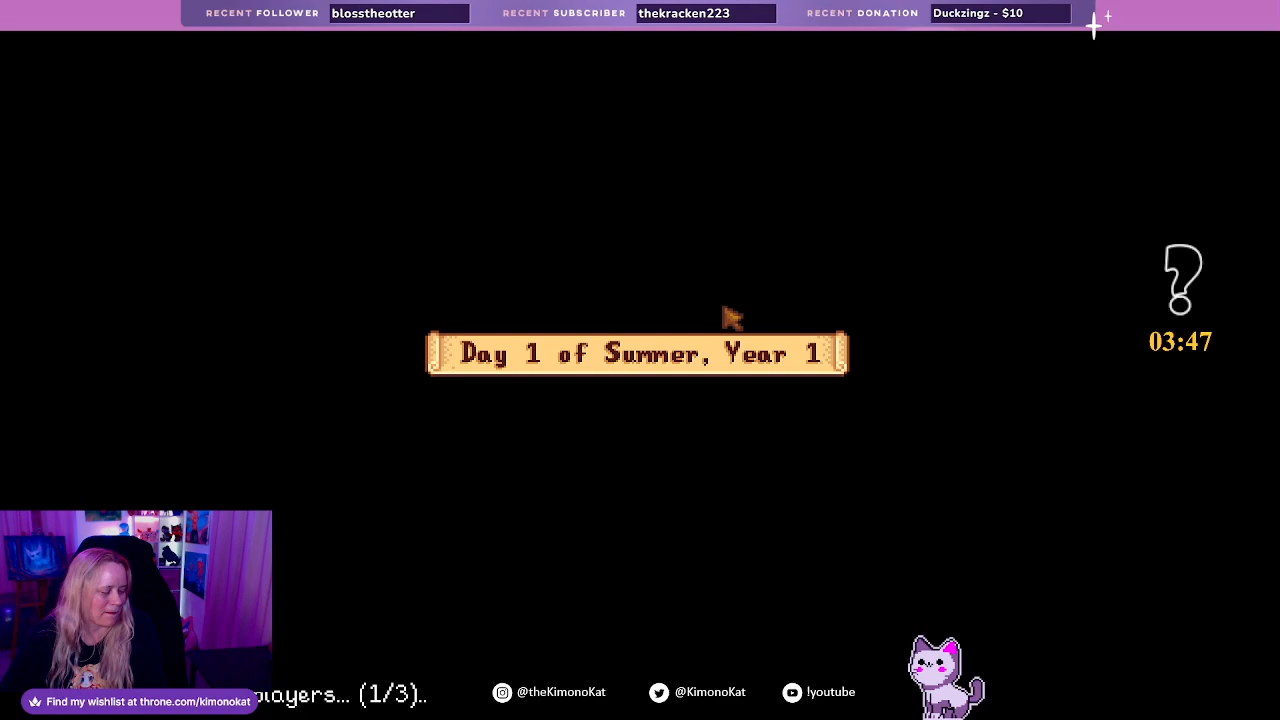 RECENT FOLLOWER blosstheotter RECENT SUBSCRIBER thekracken223 RECENT DONATION Duckzingz - $10
03:47
Day 1 of Summer, Year 1
players... (1/3)..
Find my wishlist at throne.com/kimonokat
@theKimonoKat @KimonoKat !youtube